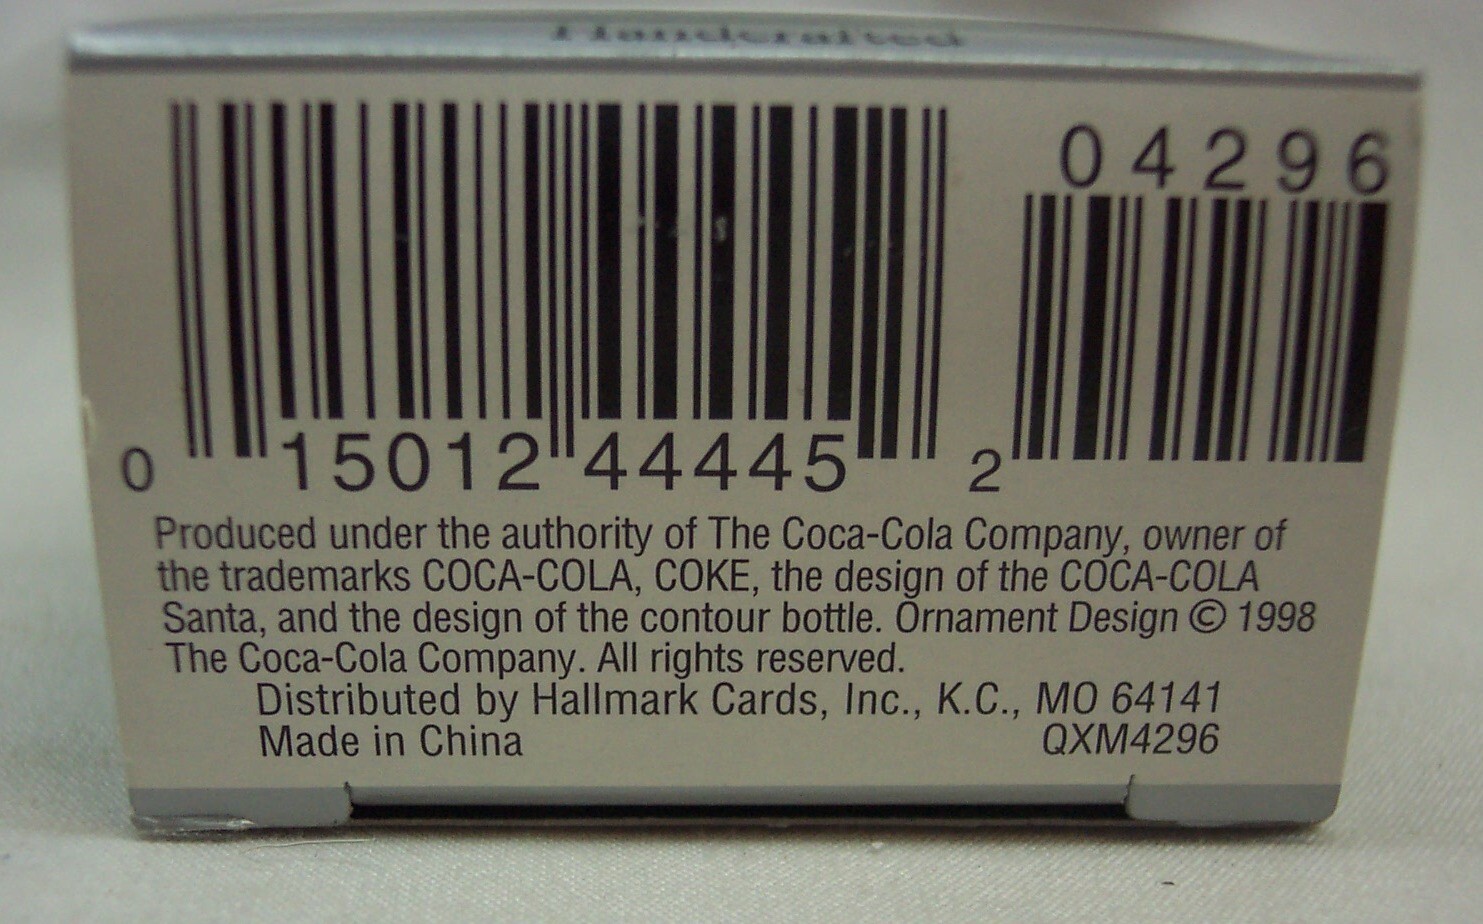 Handcrafted
04296
0 15012 44445 2
Produced under the authority of The Coca-Cola Company, owner of
the trademarks COCA-COLA, COKE, the design of the COCA-COLA
Santa, and the design of the contour bottle. Ornament Design © 1998
The Coca-Cola Company. All rights reserved.
Distributed by Hallmark Cards, Inc., K.C., MO 64141
Made in China QXM4296